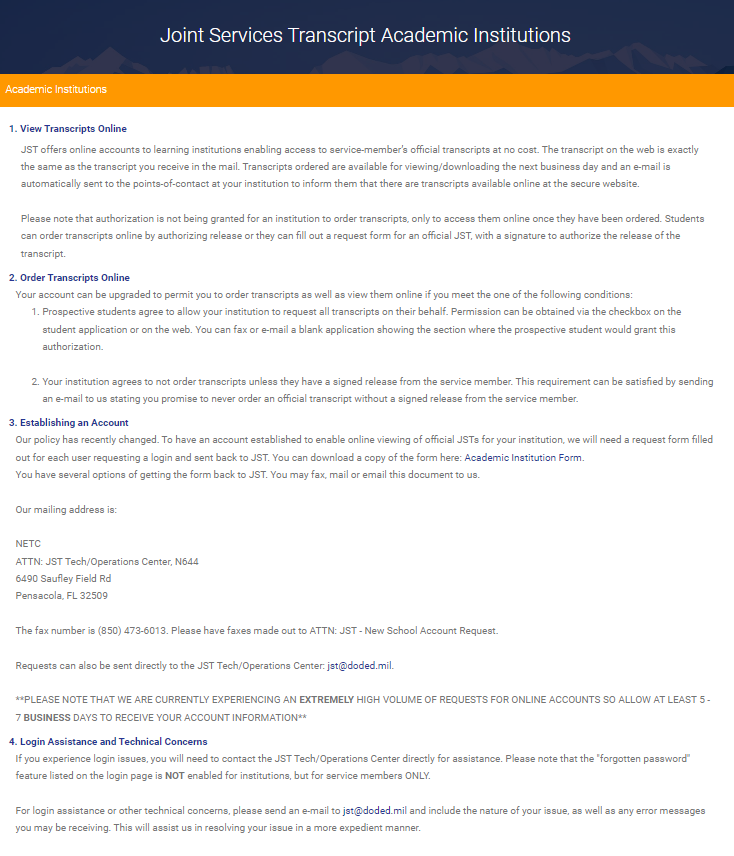 Joint Services Transcript Academic Institutions
Academic Institutions
1. View Transcripts Online
JST offers online accounts to learning institutions enabling access to service-member's official transcripts at no cost. The transcript on the web is exactly
the same as the transcript you receive in the mail. Transcripts ordered are available for viewing/downloading the next business day and an e-mail is
automatically sent to the points-of-contact at your institution to inform them that there are transcripts available online at the secure website.
Please note that authorization is not being granted for an institution to order transcripts, only to access them online once they have been ordered. Students
can order transcripts online by authorizing release or they can fill out a request form for an official JST, with a signature to authorize the release of the
transcript.
2. Order Transcripts Online
Your account can be upgraded to permit you to order transcripts as well as view them online if you meet the one of the following conditions:
1. Prospective students agree to allow your institution to request all transcripts on their behalf. Permission can be obtained via the checkbox on the
student application or on the web. You can fax or e-mail a blank application showing the section where the prospective student would grant this
authorization.
2. Your institution agrees to not order transcripts unless they have a signed release from the service member. This requirement can be satisfied by sending
an e-mail to us stating you promise to never order an official transcript without a signed release from the service member.
3. Establishing an Account
Our policy has recently changed. To have an account established to enable online viewing of official JSTs for your institution, we will need a request form filled
out for each user requesting a login and sent back to JST. You can download a copy of the form here: Academic Institution Form.
You have several options of getting the form back to JST. You may fax, mail or email this document to us.
Our mailing address is:
NETC
ATTN: JST Tech/Operations Center, N644
6490 Saufley Field Rd
Pensacola, FL 32509
The fax number is (850) 473-6013. Please have faxes made out to ATTN: JST - New School Account Request.
Requests can also be sent directly to the JST Tech/Operations Center: jst@doded.mil.
**PLEASE NOTE THAT WE ARE CURRENTLY EXPERIENCING AN EXTREMELY HIGH VOLUME OF REQUESTS FOR ONLINE ACCOUNTS SO ALLOW AT LEAST 5 -
7 BUSINESS DAYS TO RECEIVE YOUR ACCOUNT INFORMATION**
4. Login Assistance and Technical Concerns
If you experience login issues, you will need to contact the JST Tech/Operations Center directly for assistance. Please note that the "forgotten password"
feature listed on the login page is NOT enabled for institutions, but for service members ONLY.
For login assistance or other technical concerns, please send an e-mail to jst@doded.mil and include the nature of your issue, as well as any error messages
you may be receiving. This will assist us in resolving your issue in a more expedient manner.